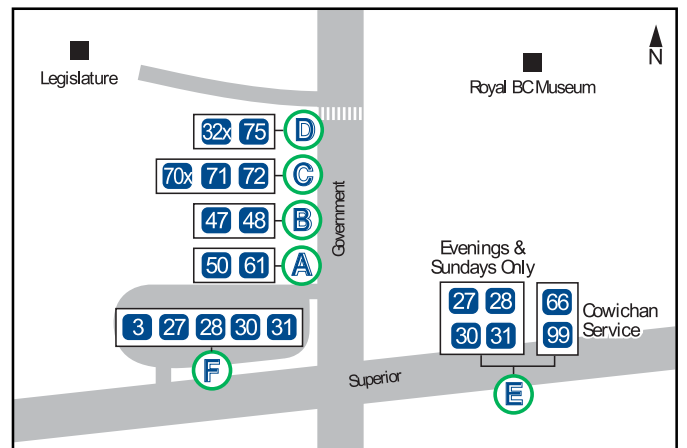 Legislature
Royal BC Museum
N
32x 75 D
70x 71 72 C
47 48 B
50 61 A
Government
Evenings &
Sundays Only
27 28
30 31
66
99
Cowichan
Service
3 27 28 30 31
F
Superior
E